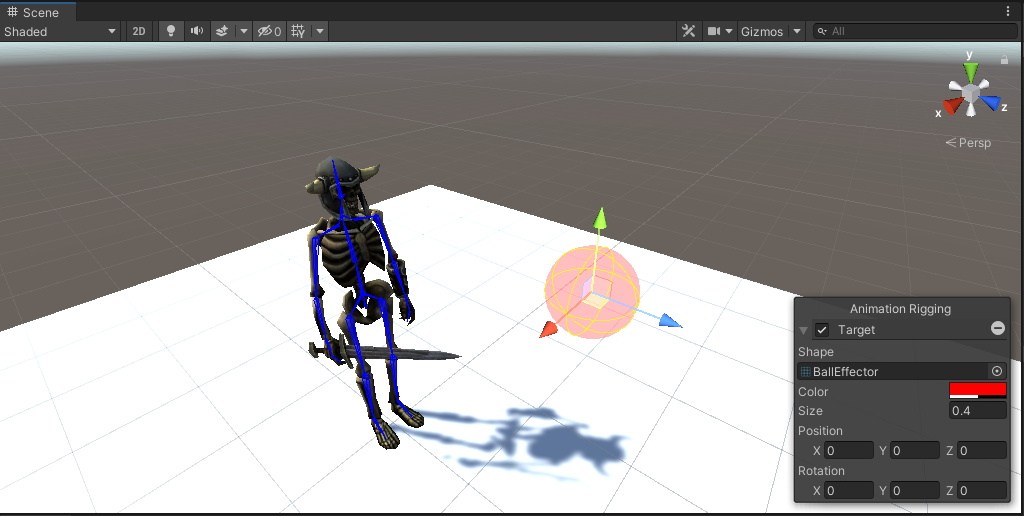 Scene
Shaded 2D 0 Gizmos All
y
x z
Persp
Animation Rigging
Target
Shape
BallEffector
Color
Size 0.4
Position
X 0 Y 0 Z 0
Rotation
X 0 Y 0 Z 0